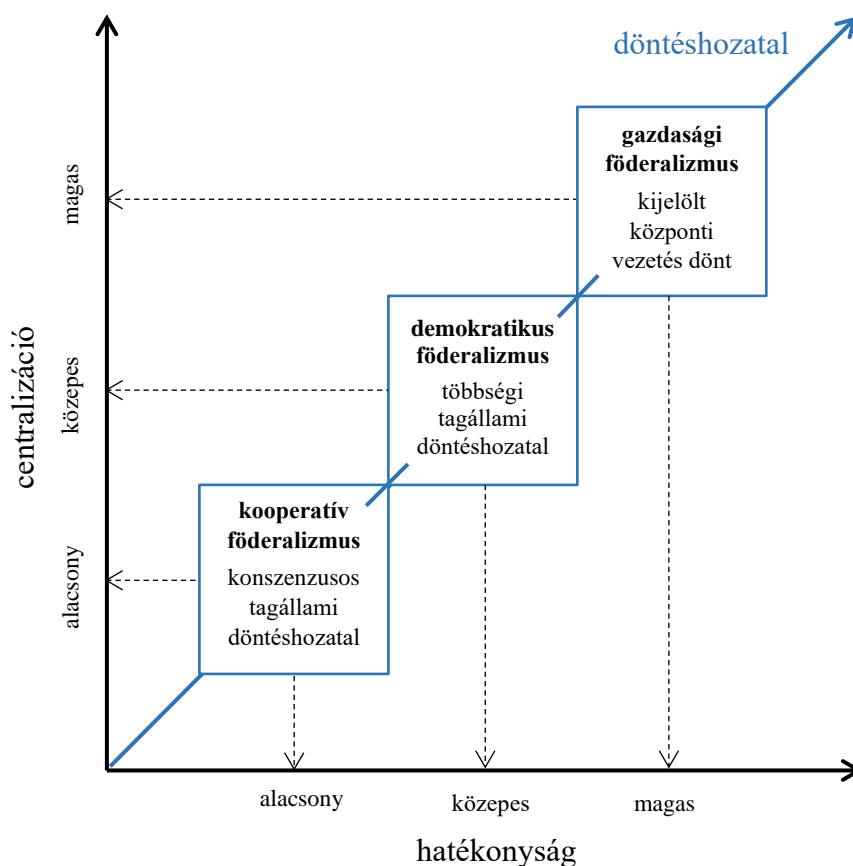 döntéshozatal
gazdasági
föderalizmus
kijelölt
központi
vezetés dönt
magas
demokratikus
föderalizmus
többségi
tagállami
döntéshozatal
közepes
centralizáció
kooperatív
föderalizmus
konszenzusos
tagállami
döntéshozatal
alacsony
alacsony
közepes
magas
hatékonyság